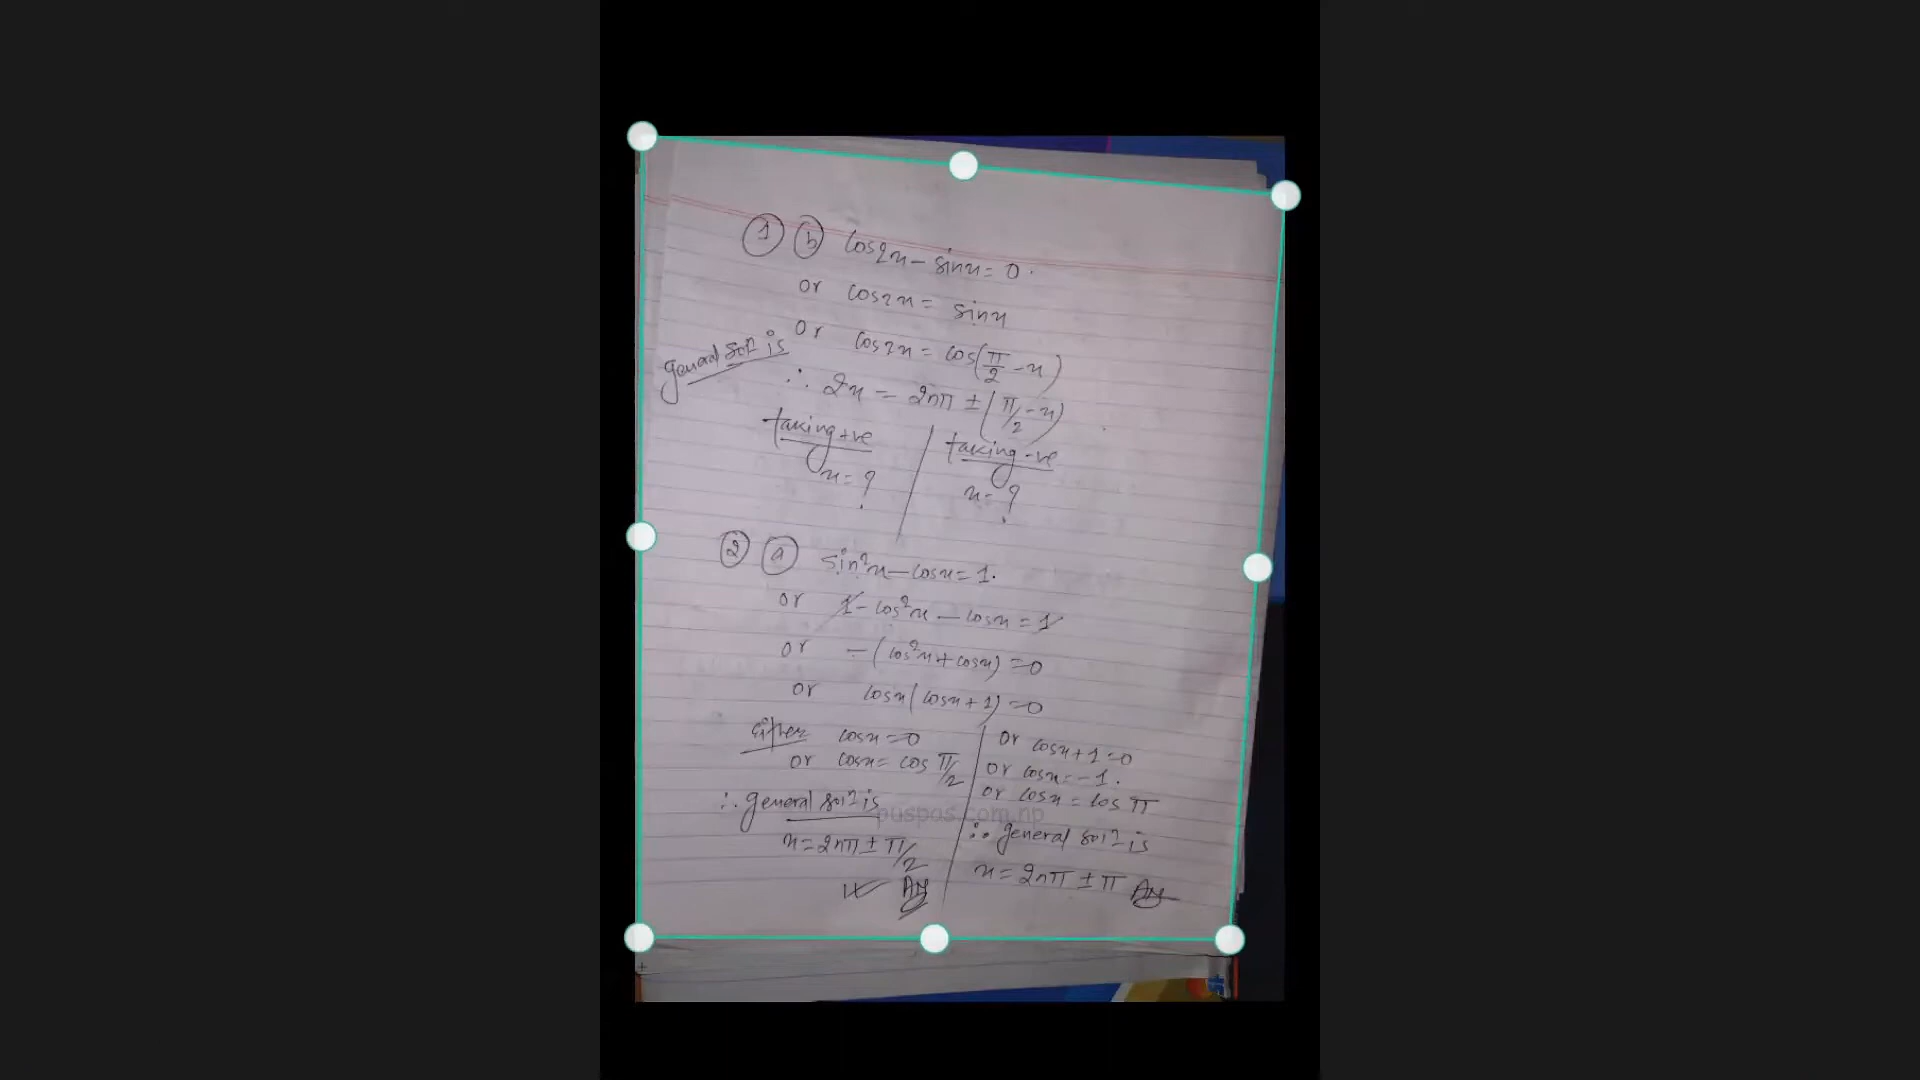 1 b cos2x - sinx = 0.
or cos2x = sinx
or cos2x = cos(π/2 - x)
general solⁿ is
∴ 2x = 2nπ ± (π/2 - x)
taking +ve
x = ?
taking -ve
x = ?
2 a sin²x - cosx = 1.
or 1 - cos²x - cosx = 1
or -(cos²x + cosx) = 0
or cosx(cosx + 1) = 0
Either cosx = 0
or cosx = cos π/2
∴ general solⁿ is
x = 2nπ ± π/2
Ans
or cosx + 1 = 0
or cosx = -1.
or cosx = cos π
∴ general solⁿ is
x = 2nπ ± π Ans
puspas.com.np